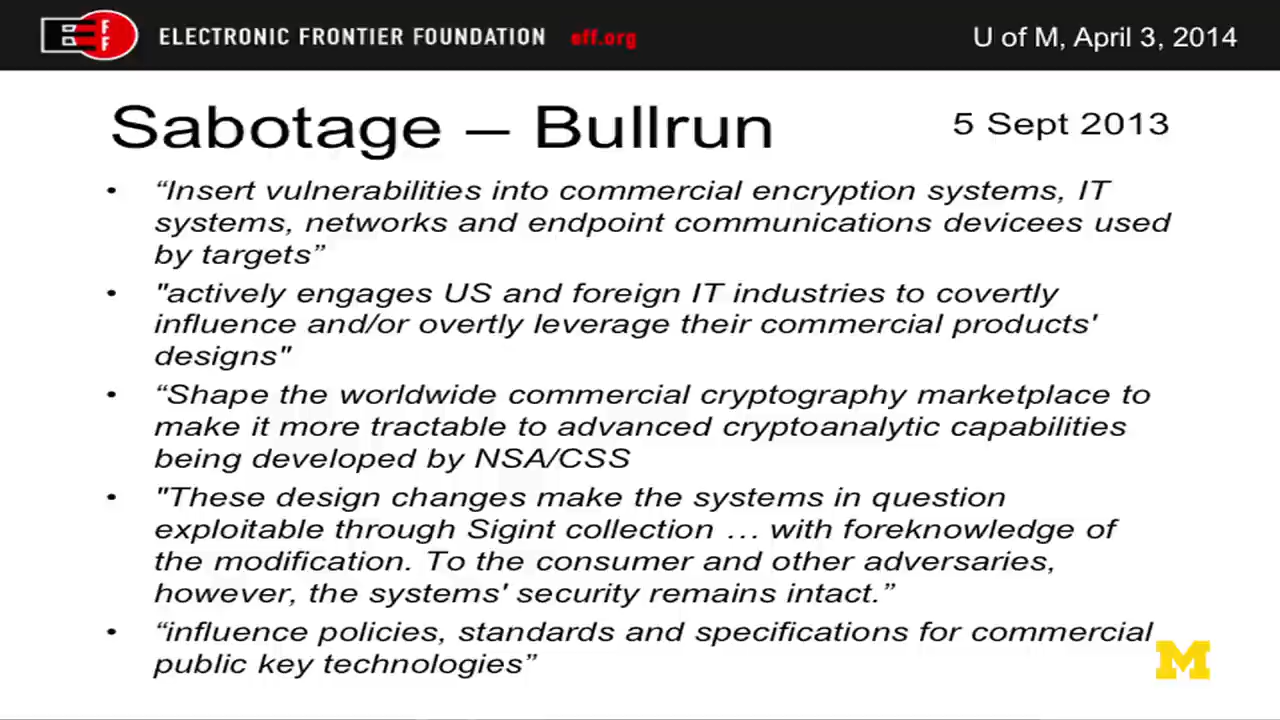 EFF ELECTRONIC FRONTIER FOUNDATION eff.org U of M, April 3, 2014
Sabotage – Bullrun 5 Sept 2013
• “Insert vulnerabilities into commercial encryption systems, IT
systems, networks and endpoint communications devicees used
by targets”
• "actively engages US and foreign IT industries to covertly
influence and/or overtly leverage their commercial products'
designs"
• “Shape the worldwide commercial cryptography marketplace to
make it more tractable to advanced cryptoanalytic capabilities
being developed by NSA/CSS
• "These design changes make the systems in question
exploitable through Sigint collection … with foreknowledge of
the modification. To the consumer and other adversaries,
however, the systems' security remains intact.”
• “influence policies, standards and specifications for commercial
public key technologies”
M